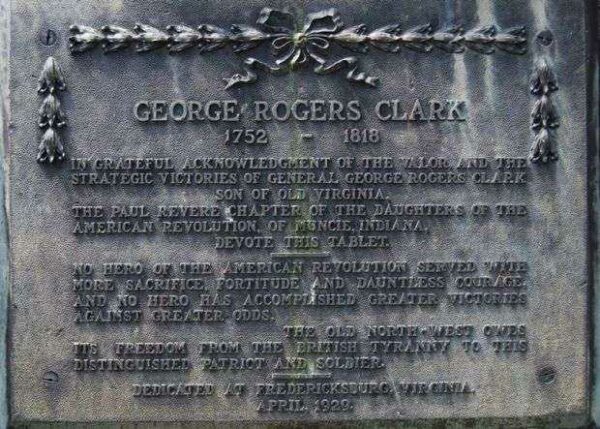 GEORGE ROGERS CLARK
1752 - 1818
IN GRATEFUL ACKNOWLEDGMENT OF THE VALOR AND THE
STRATEGIC VICTORIES OF GENERAL GEORGE ROGERS CLARK
SON OF OLD VIRGINIA.
THE PAUL REVERE CHAPTER OF THE DAUGHTERS OF THE
AMERICAN REVOLUTION, OF MUNCIE, INDIANA.
DEVOTE THIS TABLET.
NO HERO OF THE AMERICAN REVOLUTION SERVED WITH
MORE SACRIFICE, FORTITUDE AND DAUNTLESS COURAGE,
AND NO HERO HAS ACCOMPLISHED GREATER VICTORIES
AGAINST GREATER ODDS.
THE OLD NORTH-WEST OWES
ITS FREEDOM FROM THE BRITISH TYRANNY TO THIS
DISTINGUISHED PATRIOT AND SOLDIER.
DEDICATED AT FREDERICKSBURG, VIRGINIA.
APRIL 1929.